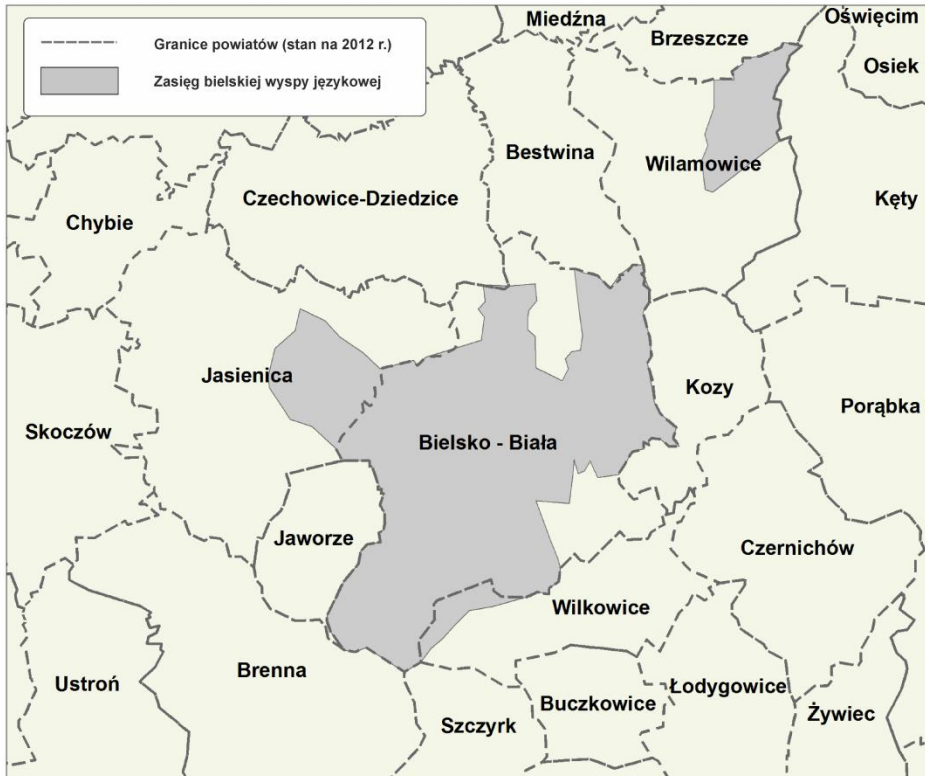 Granice powiatów (stan na 2012 r.)
Zasięg bielskiej wyspy językowej
Miedźna
Brzeszcze
Oświęcim
Osiek
Bestwina
Wilamowice
Czechowice-Dziedzice
Kęty
Chybie
Jasienica
Kozy
Porąbka
Skoczów
Bielsko - Biała
Jaworze
Czernichów
Wilkowice
Ustroń
Brenna
Łodygowice
Buczkowice
Szczyrk
Żywiec